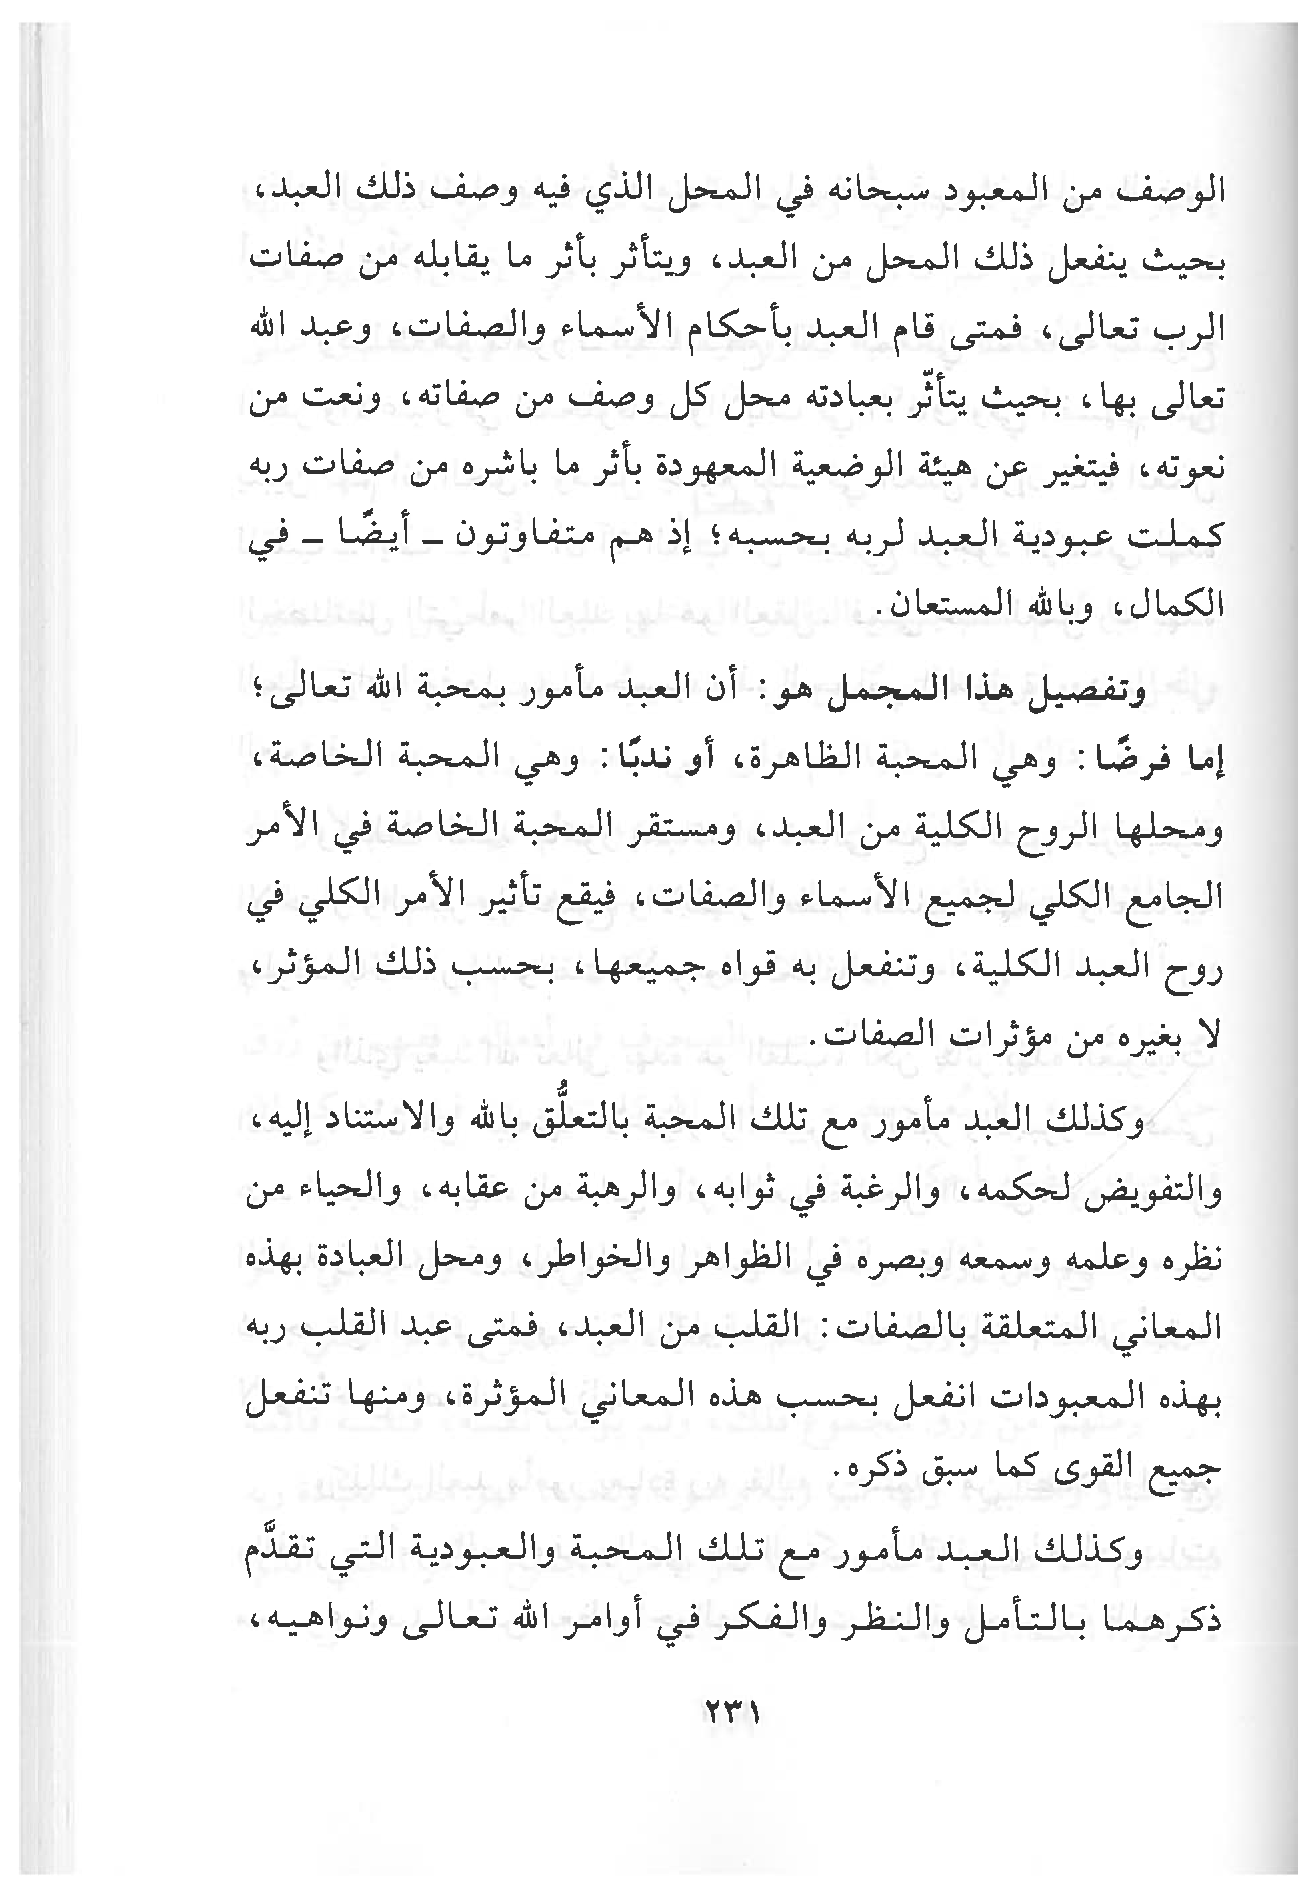 الوصف من المعبود سبحانه في المحل الذي فيه وصف ذلك العبد،
بحيث ينفعل ذلك المحل من العبد، ويتأثر بأثر ما يقابله من صفات
الرب تعالى، فمتى قام العبد بأحكام الأسماء والصفات، وعبد الله
تعالى بها، بحيث يتأثّر بعبادته محل كل وصف من صفاته، ونعت من
نعوته، فيتغير عن هيئة الوضعية المعهودة بأثر ما باشره من صفات ربه
كملت عبودية العبد لربه بحسبه؛ إذ هم متفاوتون - أيضًا - في
الكمال، وبالله المستعان.
وتفصيل هذا المجمل هو: أن العبد مأمور بمحبة الله تعالى؛
إما فرضًا: وهي المحبة الظاهرة، أو ندبًا: وهي المحبة الخاصة،
ومحلها الروح الكلية من العبد، ومستقر المحبة الخاصة في الأمر
الجامع الكلي لجميع الأسماء والصفات، فيقع تأثير الأمر الكلي في
روح العبد الكلية، وتنفعل به قواه جميعها، بحسب ذلك المؤثر،
لا بغيره من مؤثرات الصفات.
وكذلك العبد مأمور مع تلك المحبة بالتعلُّق بالله والاستناد إليه،
والتفويض لحكمه، والرغبة في ثوابه، والرهبة من عقابه، والحياء من
نظره وعلمه وسمعه وبصره في الظواهر والخواطر، ومحل العبادة بهذه
المعاني المتعلقة بالصفات: القلب من العبد، فمتى عبد القلب ربه
بهذه المعبودات انفعل بحسب هذه المعاني المؤثرة، ومنها تنفعل
جميع القوى كما سبق ذكره.
وكذلك العبد مأمور مع تلك المحبة والعبودية التي تقدَّم
ذكرهما بالتأمل والنظر والفكر في أوامر الله تعالى ونواهيه،
٢٣١